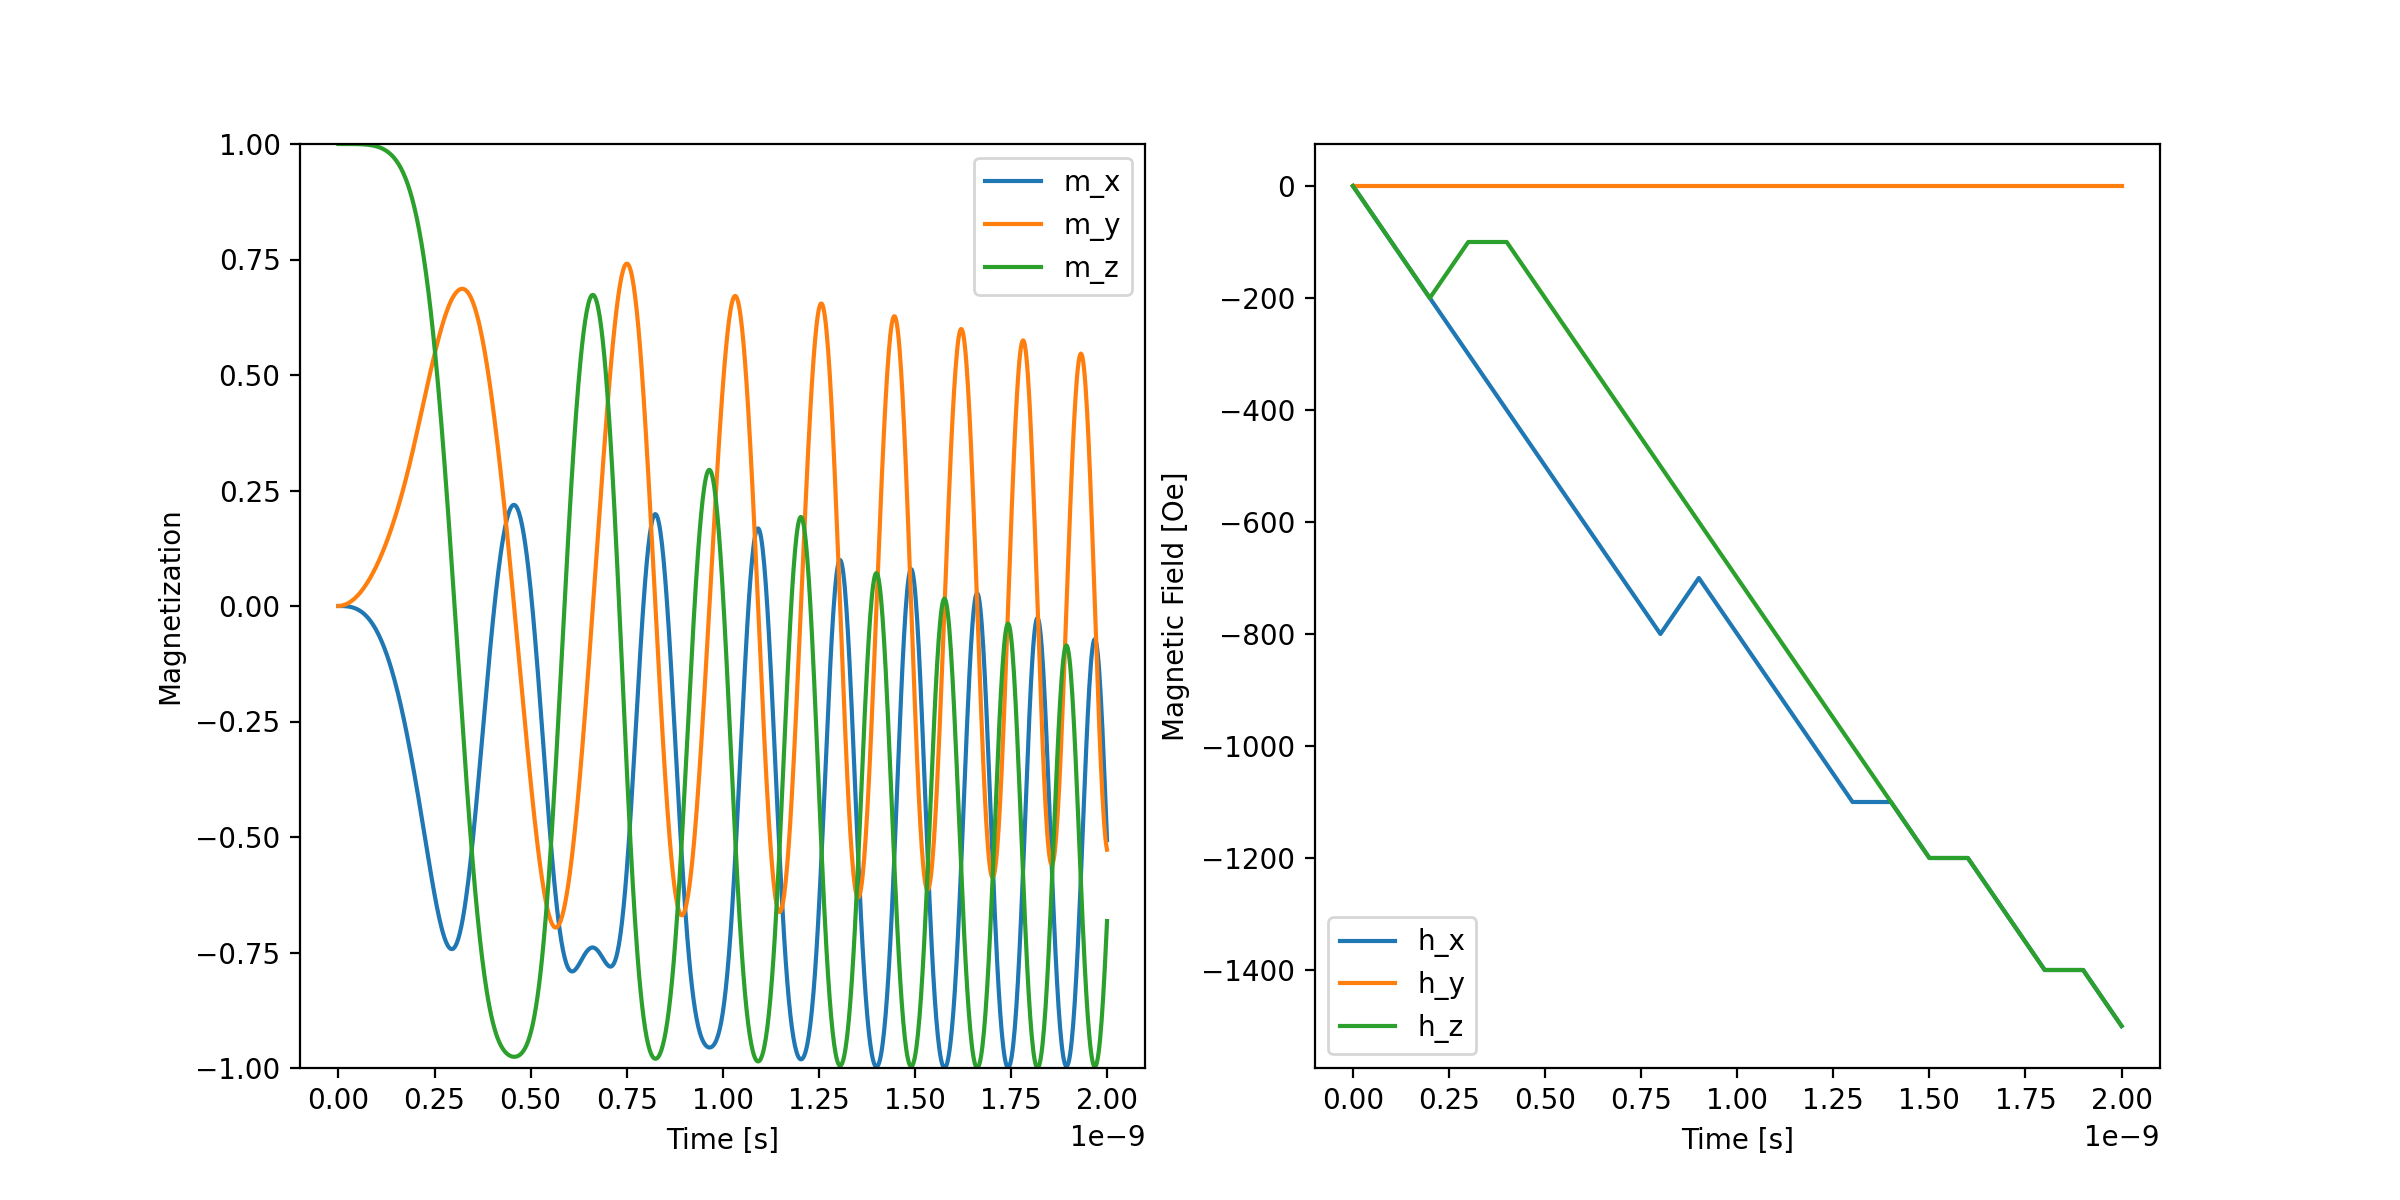 Magnetization
1.00
0.75
0.50
0.25
0.00
−0.25
−0.50
−0.75
−1.00
m_x
m_y
m_z
0.00 0.25 0.50 0.75 1.00 1.25 1.50 1.75 2.00
Time [s]
1e−9
Magnetic Field [Oe]
0
−200
−400
−600
−800
−1000
−1200
−1400
h_x
h_y
h_z
0.00 0.25 0.50 0.75 1.00 1.25 1.50 1.75 2.00
Time [s]
1e−9